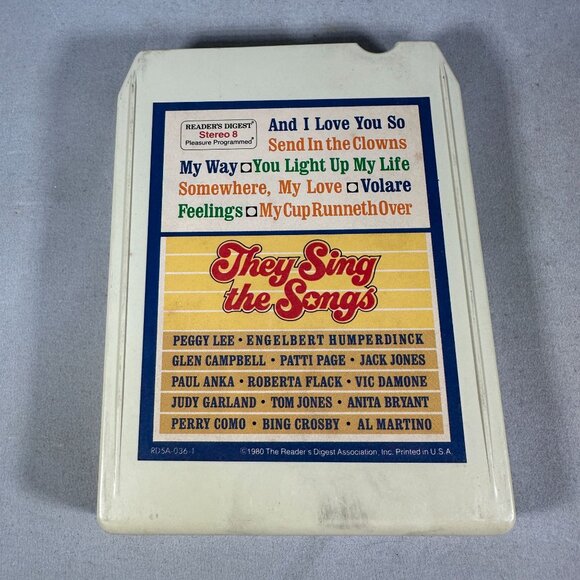 READER'S DIGEST®
Stereo 8
Pleasure Programmed®
And I Love You So
Send In the Clowns
My Way You Light Up My Life
Somewhere, My Love Volare
Feelings My Cup Runneth Over
They Sing
the Songs
PEGGY LEE • ENGELBERT HUMPERDINCK
GLEN CAMPBELL • PATTI PAGE • JACK JONES
PAUL ANKA • ROBERTA FLACK • VIC DAMONE
JUDY GARLAND • TOM JONES • ANITA BRYANT
PERRY COMO • BING CROSBY • AL MARTINO
RDSA-036-1 ©1980 The Reader's Digest Association, Inc. Printed in U.S.A.